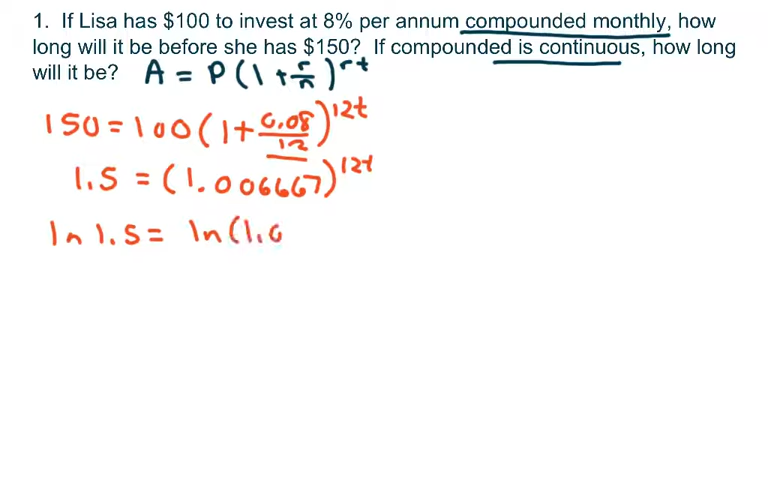 1. If Lisa has $100 to invest at 8% per annum compounded monthly, how
long will it be before she has $150? If compounded is continuous, how long
will it be? A = P(1+r/n)^rt
150 = 100(1+0.08/12)^12t
1.5 = (1.006667)^12t
ln 1.5 = ln(1.0